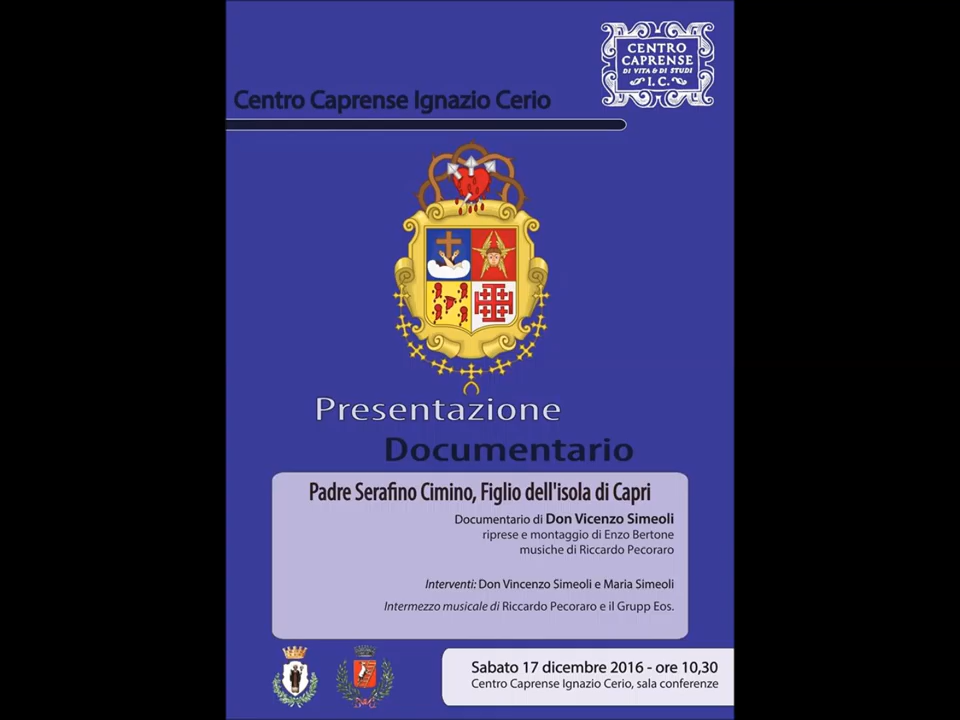 CENTRO
CAPRENSE
DI VITA & DI STUDI
I. C.
Centro Caprense Ignazio Cerio
Presentazione
Documentario
Padre Serafino Cimino, Figlio dell'isola di Capri
Documentario di Don Vicenzo Simeoli
riprese e montaggio di Enzo Bertone
musiche di Riccardo Pecoraro
Interventi: Don Vincenzo Simeoli e Maria Simeoli
Intermezzo musicale di Riccardo Pecoraro e il Grupp Eos.
Sabato 17 dicembre 2016 - ore 10,30
Centro Caprense Ignazio Cerio, sala conferenze